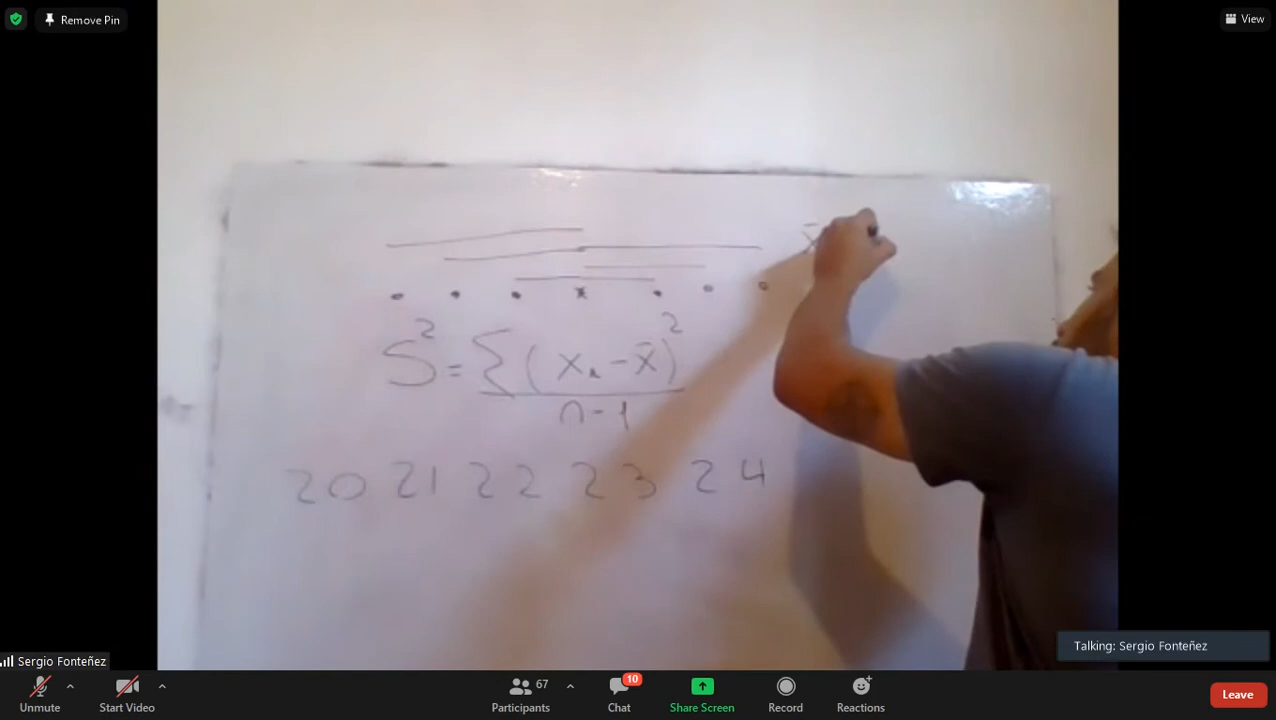 Remove Pin
View
x̄
S² = Σ(xᵢ - x̄)²
n-1
20 21 22 23 24
Talking: Sergio Fonteñez
Sergio Fonteñez
67
10
Unmute
Start Video
Participants
Chat
Share Screen
Record
Reactions
Leave